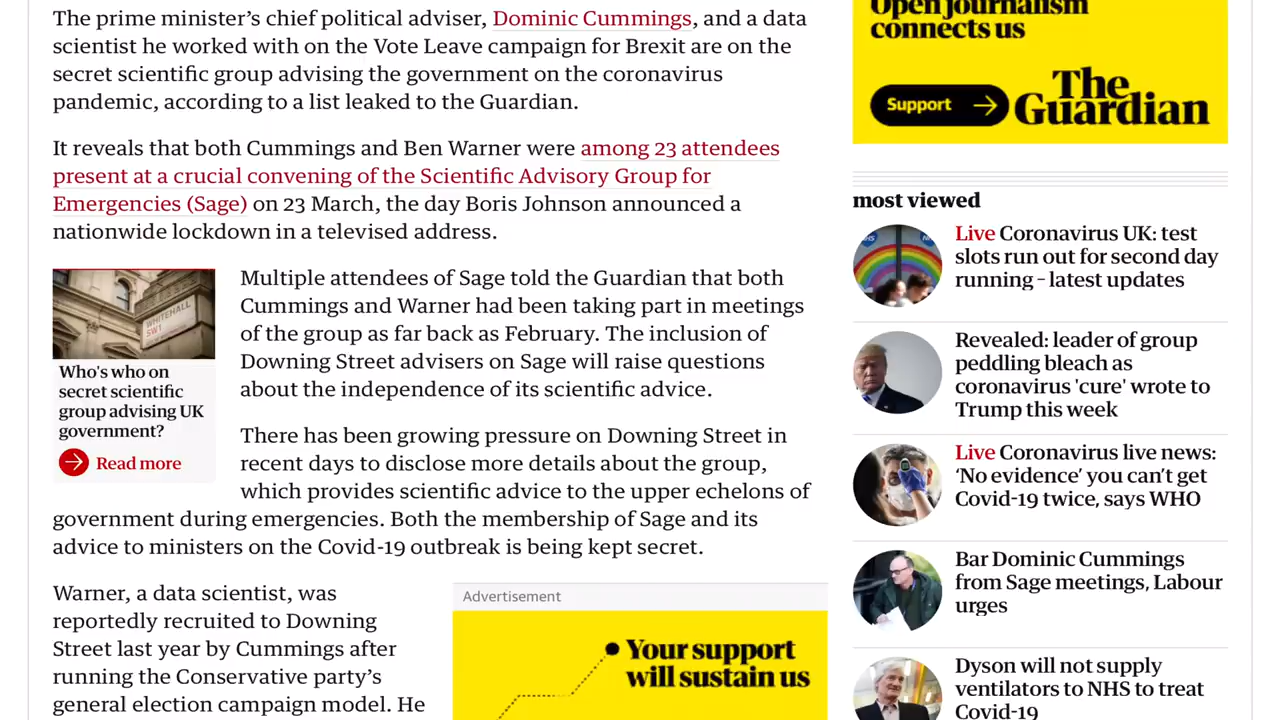 The prime minister’s chief political adviser, Dominic Cummings, and a data
scientist he worked with on the Vote Leave campaign for Brexit are on the
secret scientific group advising the government on the coronavirus
pandemic, according to a list leaked to the Guardian.
It reveals that both Cummings and Ben Warner were among 23 attendees
present at a crucial convening of the Scientific Advisory Group for
Emergencies (Sage) on 23 March, the day Boris Johnson announced a
nationwide lockdown in a televised address.
WHITEHALL
SW1
Who's who on
secret scientific
group advising UK
government?
Read more
Multiple attendees of Sage told the Guardian that both
Cummings and Warner had been taking part in meetings
of the group as far back as February. The inclusion of
Downing Street advisers on Sage will raise questions
about the independence of its scientific advice.
There has been growing pressure on Downing Street in
recent days to disclose more details about the group,
which provides scientific advice to the upper echelons of
government during emergencies. Both the membership of Sage and its
advice to ministers on the Covid-19 outbreak is being kept secret.
Warner, a data scientist, was
reportedly recruited to Downing
Street last year by Cummings after
running the Conservative party’s
general election campaign model. He
Advertisement
Your support
will sustain us
Open journalism
connects us
Support
The
Guardian
most viewed
Live Coronavirus UK: test
slots run out for second day
running – latest updates
Revealed: leader of group
peddling bleach as
coronavirus 'cure' wrote to
Trump this week
Live Coronavirus live news:
‘No evidence’ you can’t get
Covid-19 twice, says WHO
Bar Dominic Cummings
from Sage meetings, Labour
urges
Dyson will not supply
ventilators to NHS to treat
Covid-19